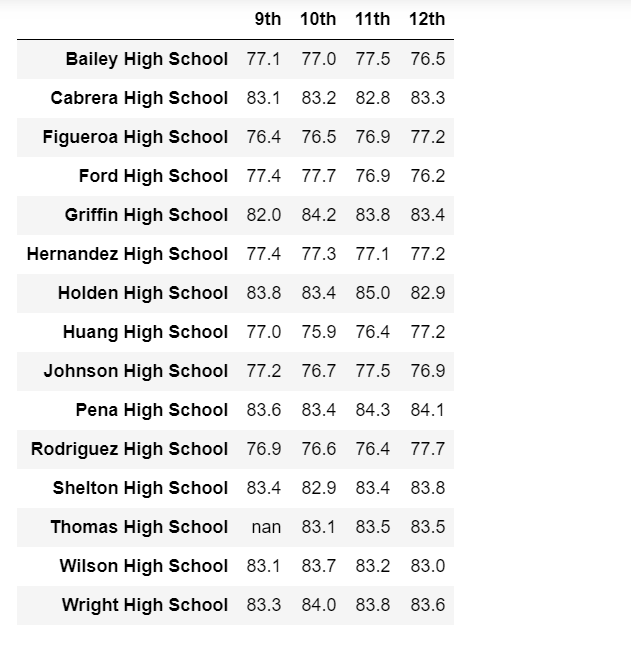 9th 10th 11th 12th
Bailey High School 77.1 77.0 77.5 76.5
Cabrera High School 83.1 83.2 82.8 83.3
Figueroa High School 76.4 76.5 76.9 77.2
Ford High School 77.4 77.7 76.9 76.2
Griffin High School 82.0 84.2 83.8 83.4
Hernandez High School 77.4 77.3 77.1 77.2
Holden High School 83.8 83.4 85.0 82.9
Huang High School 77.0 75.9 76.4 77.2
Johnson High School 77.2 76.7 77.5 76.9
Pena High School 83.6 83.4 84.3 84.1
Rodriguez High School 76.9 76.6 76.4 77.7
Shelton High School 83.4 82.9 83.4 83.8
Thomas High School nan 83.1 83.5 83.5
Wilson High School 83.1 83.7 83.2 83.0
Wright High School 83.3 84.0 83.8 83.6